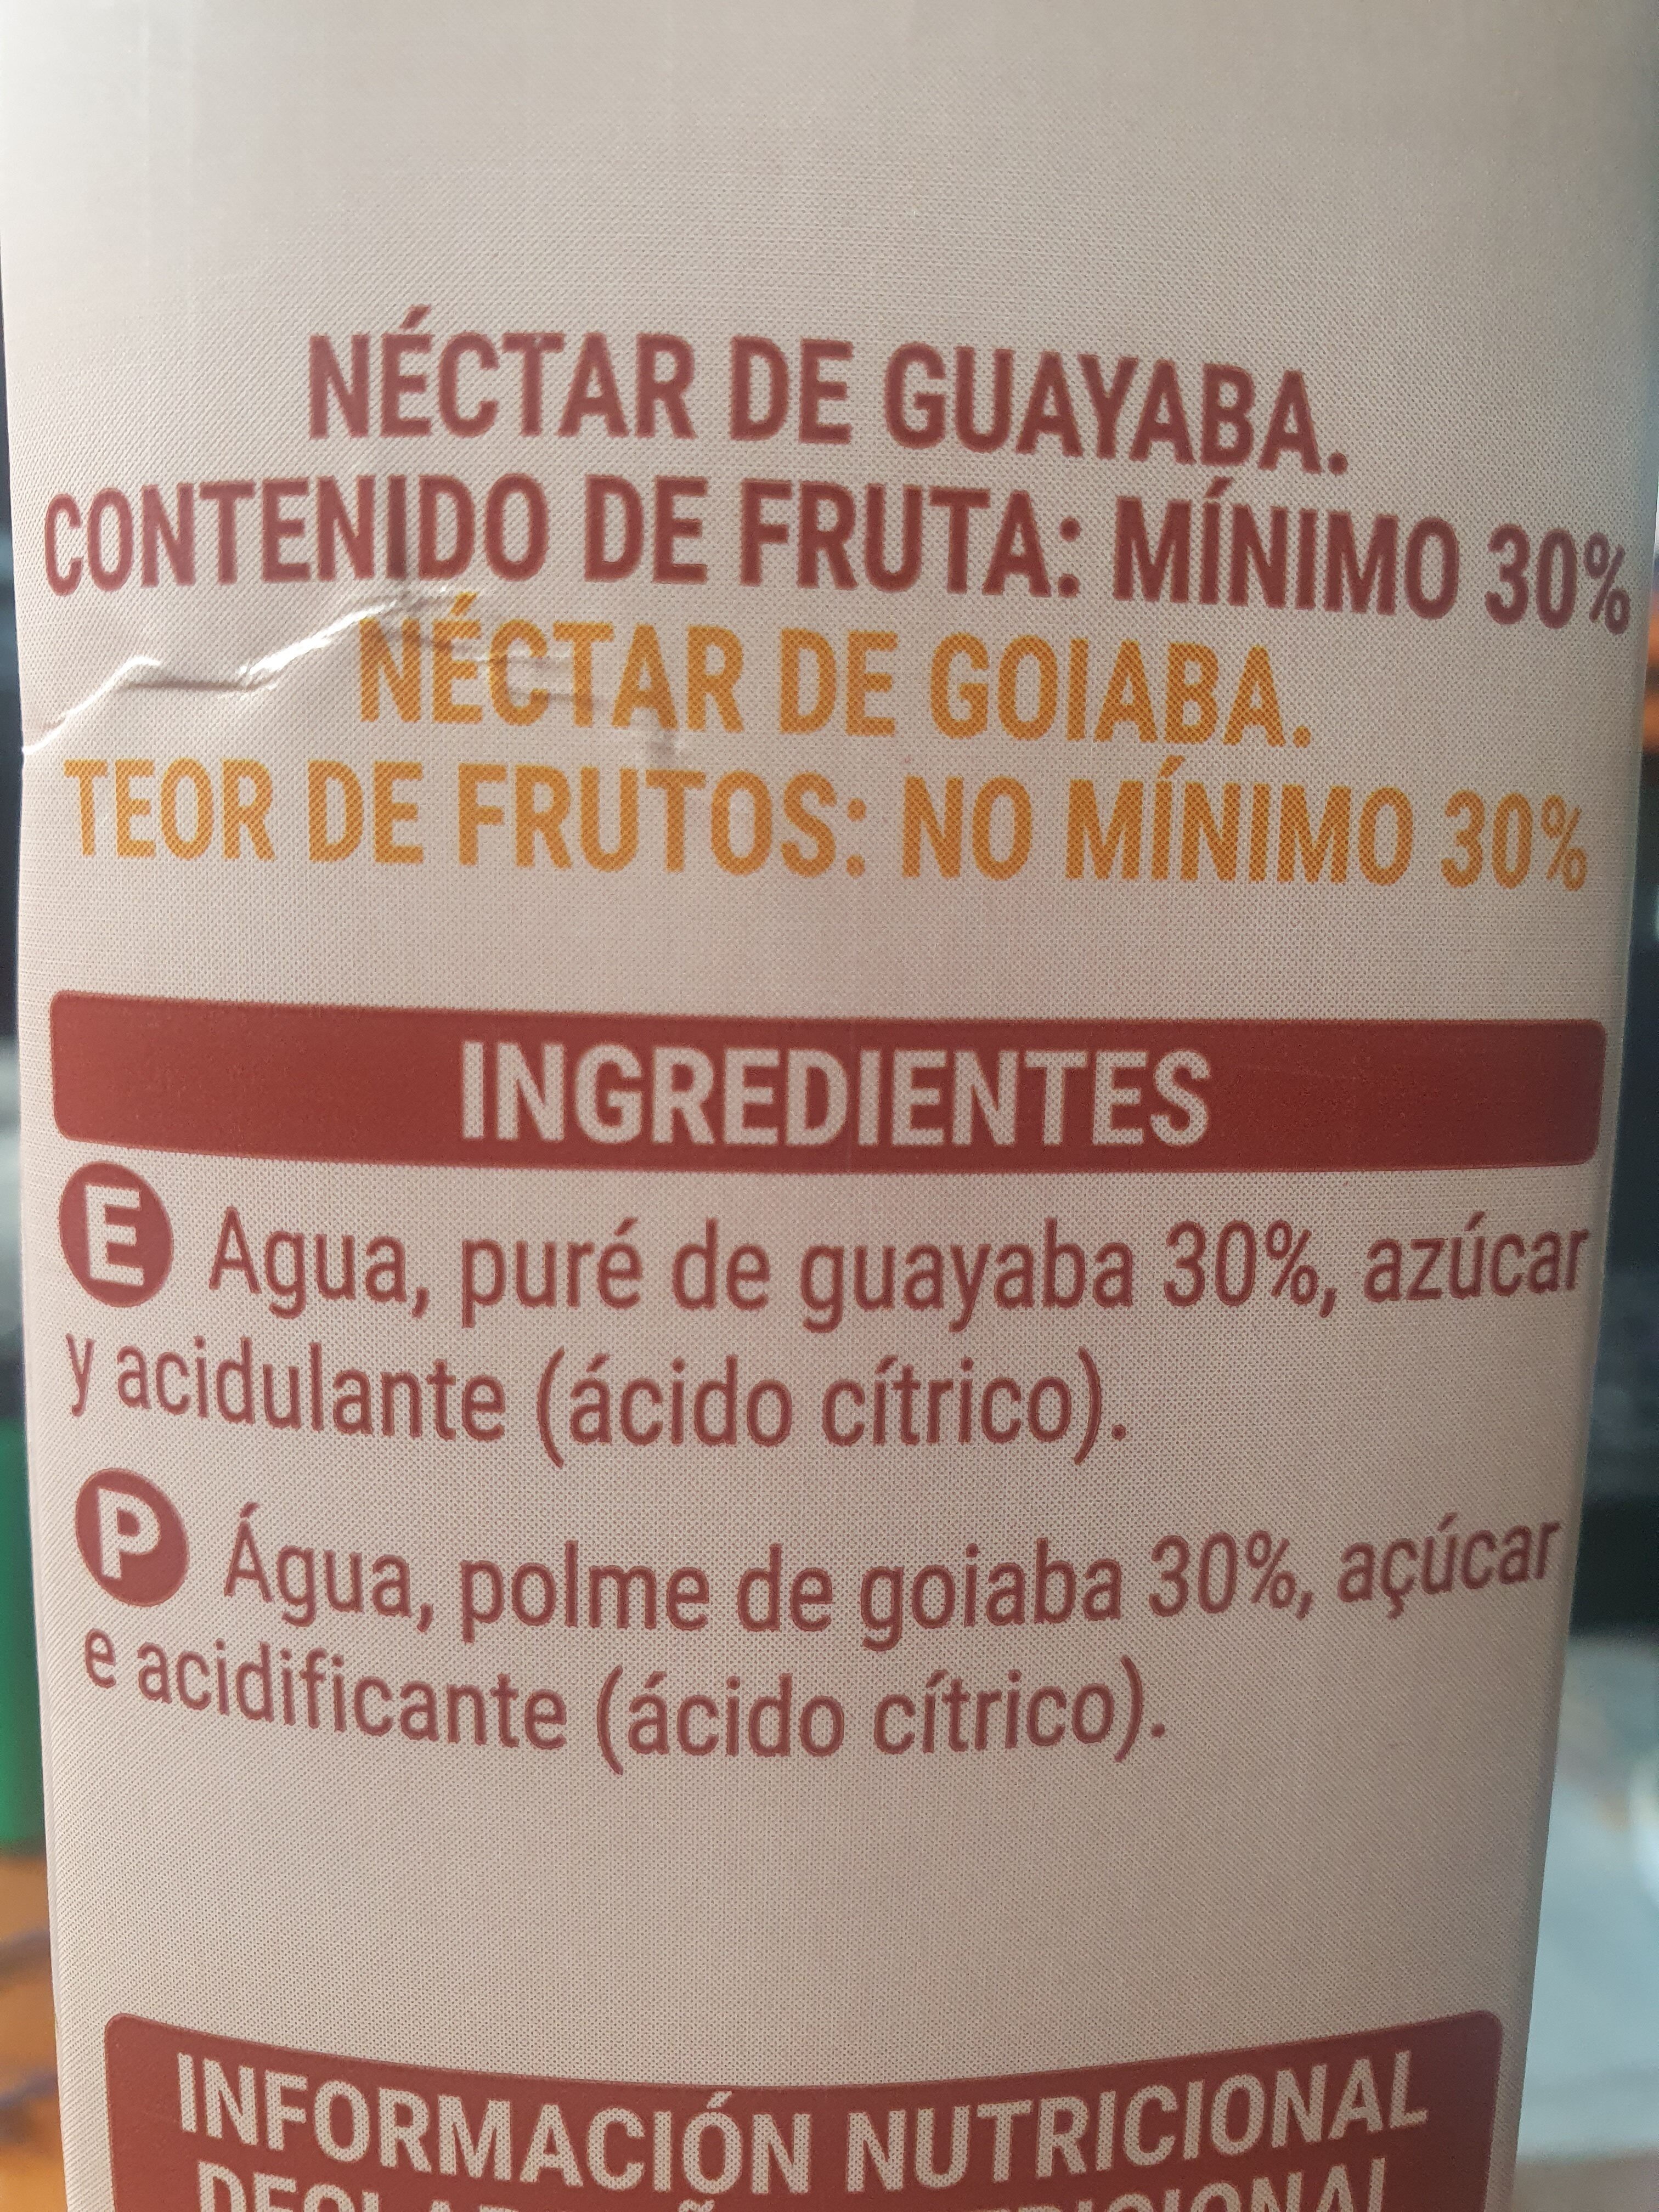 NÉCTAR DE GUAYABA.
CONTENIDO DE FRUTA: MÍNIMO 30%
NÉCTAR DE GOIABA.
TEOR DE FRUTOS: NO MÍNIMO 30%
INGREDIENTES
E Agua, puré de guayaba 30%, azúcar
y acidulante (ácido cítrico).
P Água, polme de goiaba 30%, açúcar
e acidificante (ácido cítrico).
INFORMACIÓN NUTRICIONAL